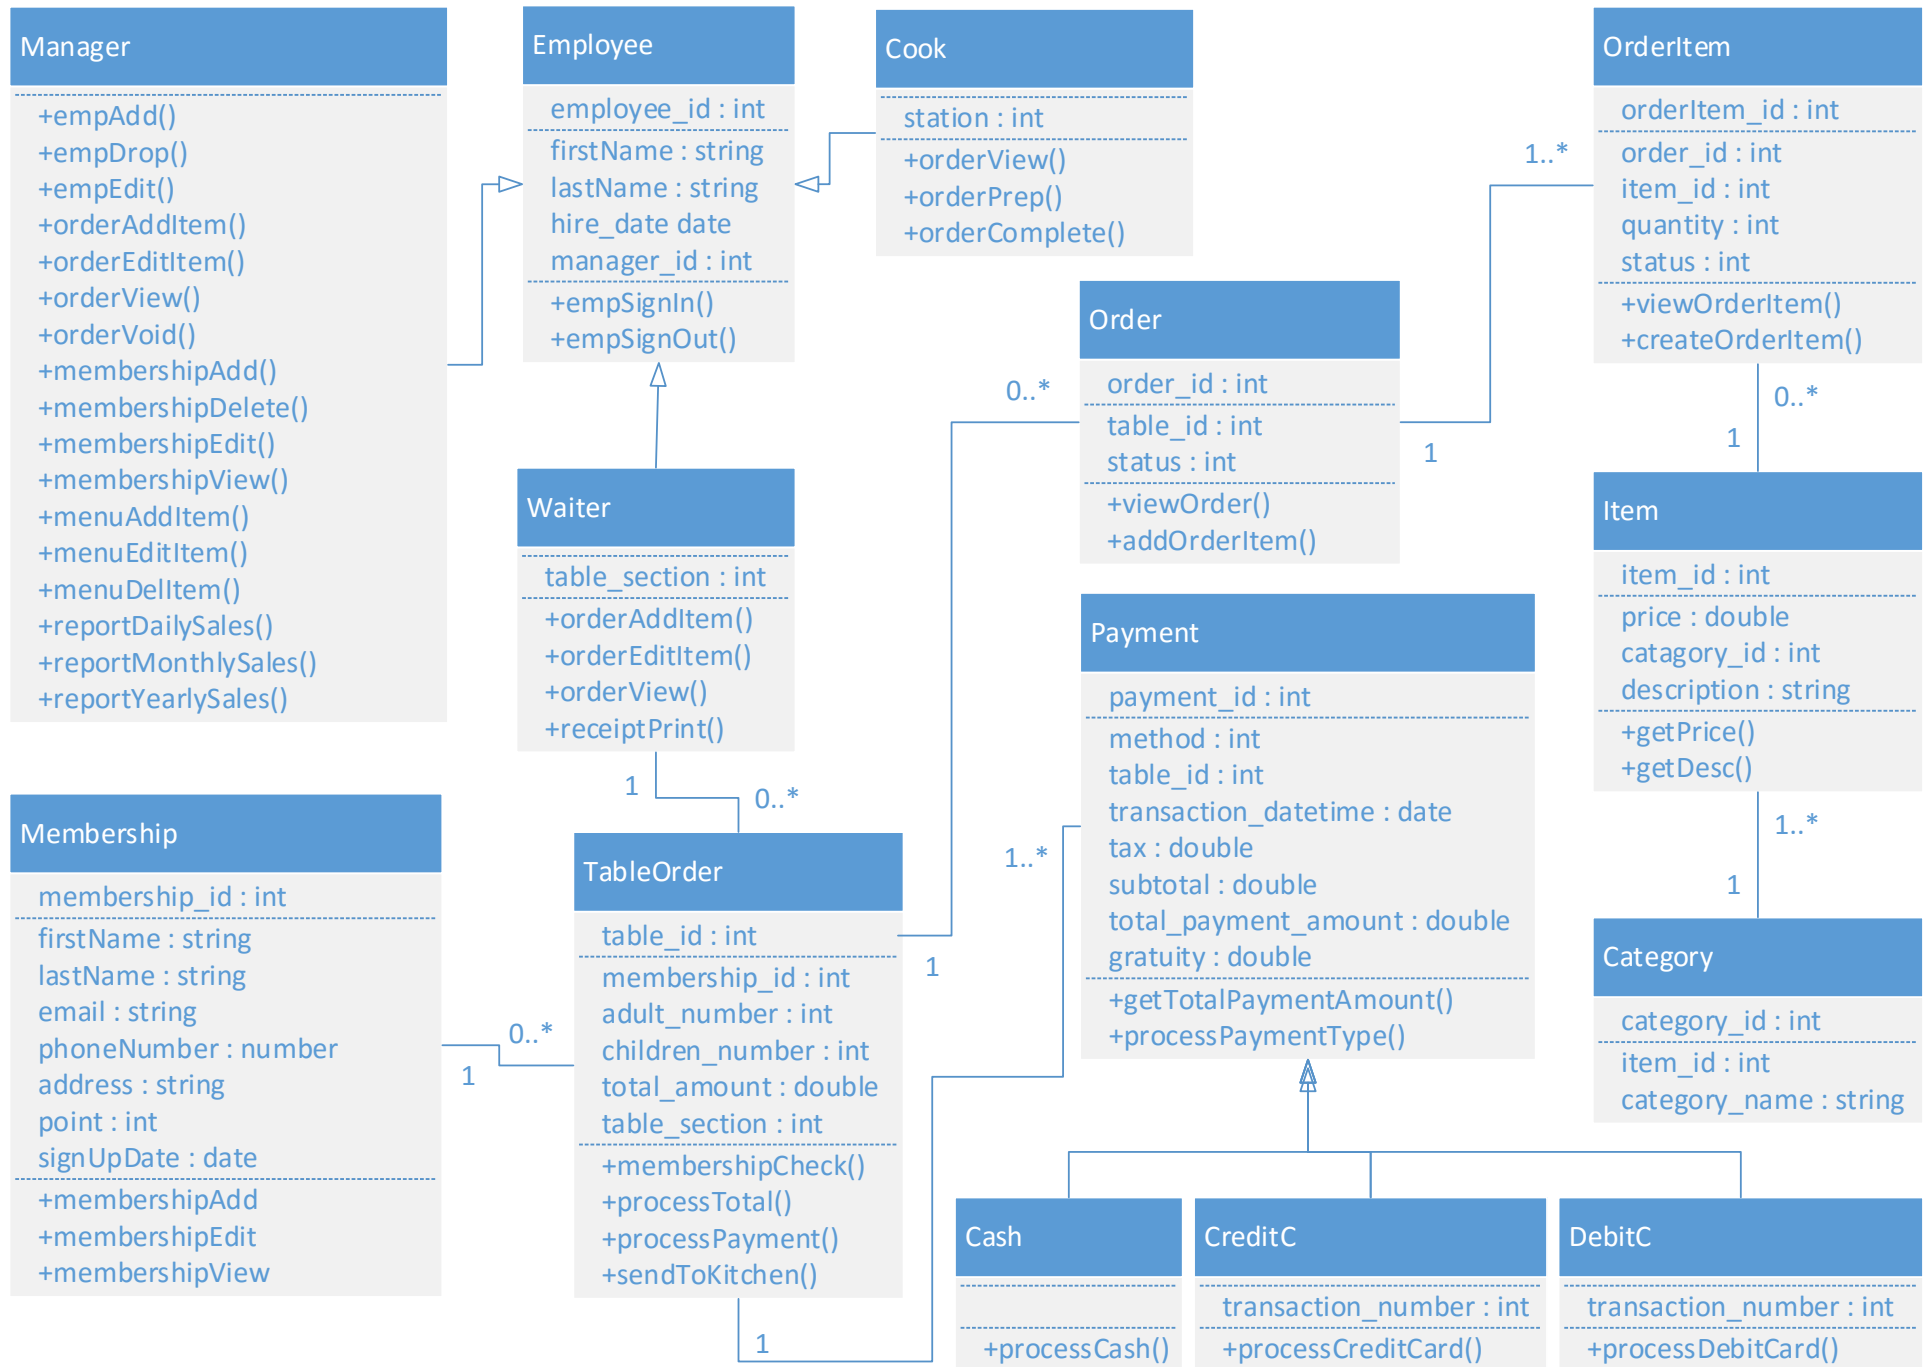 Manager
+empAdd()
+empDrop()
+empEdit()
+orderAddItem()
+orderEditItem()
+orderView()
+orderVoid()
+membershipAdd()
+membershipDelete()
+membershipEdit()
+membershipView()
+menuAddItem()
+menuEditItem()
+menuDelItem()
+reportDailySales()
+reportMonthlySales()
+reportYearlySales()
Employee
employee_id : int
firstName : string
lastName : string
hire_date date
manager_id : int
+empSignIn()
+empSignOut()
Cook
station : int
+orderView()
+orderPrep()
+orderComplete()
OrderItem
orderItem_id : int
order_id : int
item_id : int
quantity : int
status : int
+viewOrderItem()
+createOrderItem()
1..*
Order
order_id : int
table_id : int
status : int
+viewOrder()
+addOrderItem()
0..*
1
0..*
1
Waiter
table_section : int
+orderAddItem()
+orderEditItem()
+orderView()
+receiptPrint()
1
0..*
Item
item_id : int
price : double
catagory_id : int
description : string
+getPrice()
+getDesc()
1..*
1
Payment
payment_id : int
method : int
table_id : int
transaction_datetime : date
tax : double
subtotal : double
total_payment_amount : double
gratuity : double
+getTotalPaymentAmount()
+processPaymentType()
1..*
Membership
membership_id : int
firstName : string
lastName : string
email : string
phoneNumber : number
address : string
point : int
signUpDate : date
+membershipAdd
+membershipEdit
+membershipView
0..*
1
TableOrder
table_id : int
membership_id : int
adult_number : int
children_number : int
total_amount : double
table_section : int
+membershipCheck()
+processTotal()
+processPayment()
+sendToKitchen()
1
1
Category
category_id : int
item_id : int
category_name : string
Cash
+processCash()
CreditC
transaction_number : int
+processCreditCard()
DebitC
transaction_number : int
+processDebitCard()